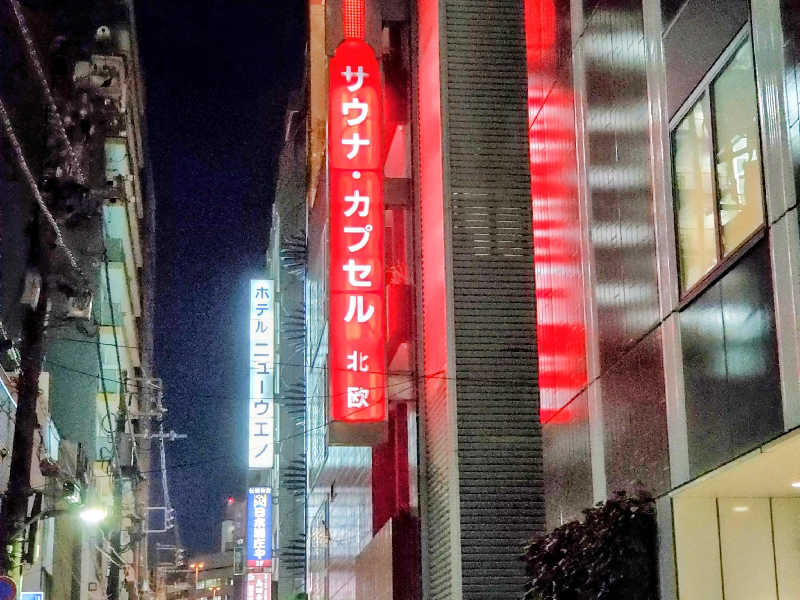 サウナ・カプセル 北欧
ホテル ニューウエノ